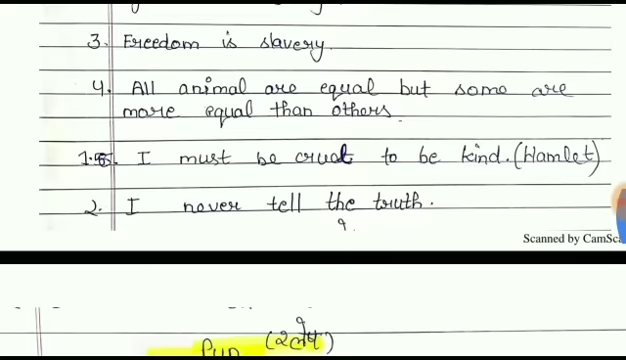 3. Freedom is slavery.
4. All animal are equal but some are
more equal than others.
I must be cruel to be kind. (Hamlet)
2. I never tell the truth.
9.
Scanned by CamSca
Pun (श्लेष)